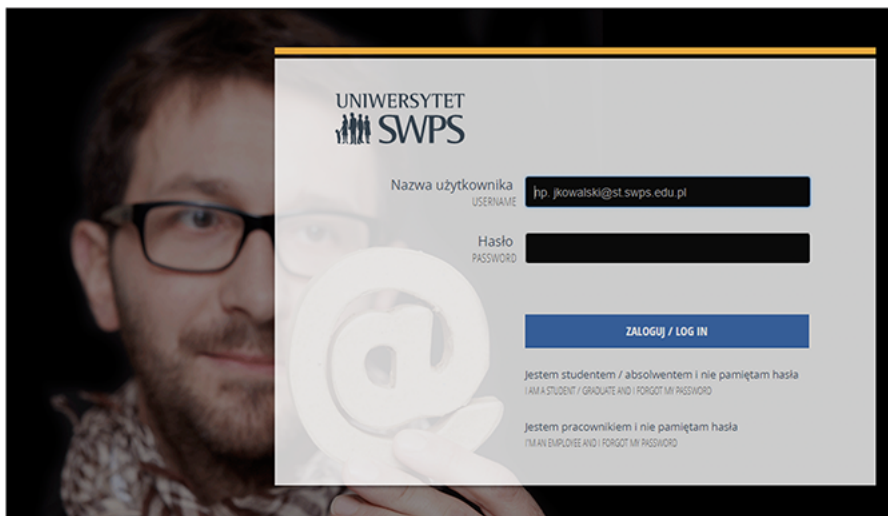 UNIWERSYTET
SWPS
Nazwa użytkownika
USERNAME
np. jkowalski@st.swps.edu.pl
Hasło
PASSWORD
ZALOGUJ / LOG IN
Jestem studentem / absolwentem i nie pamiętam hasła
I AM A STUDENT / GRADUATE AND I FORGOT MY PASSWORD
Jestem pracownikiem i nie pamiętam hasła
I'M AN EMPLOYEE AND I FORGOT MY PASSWORD